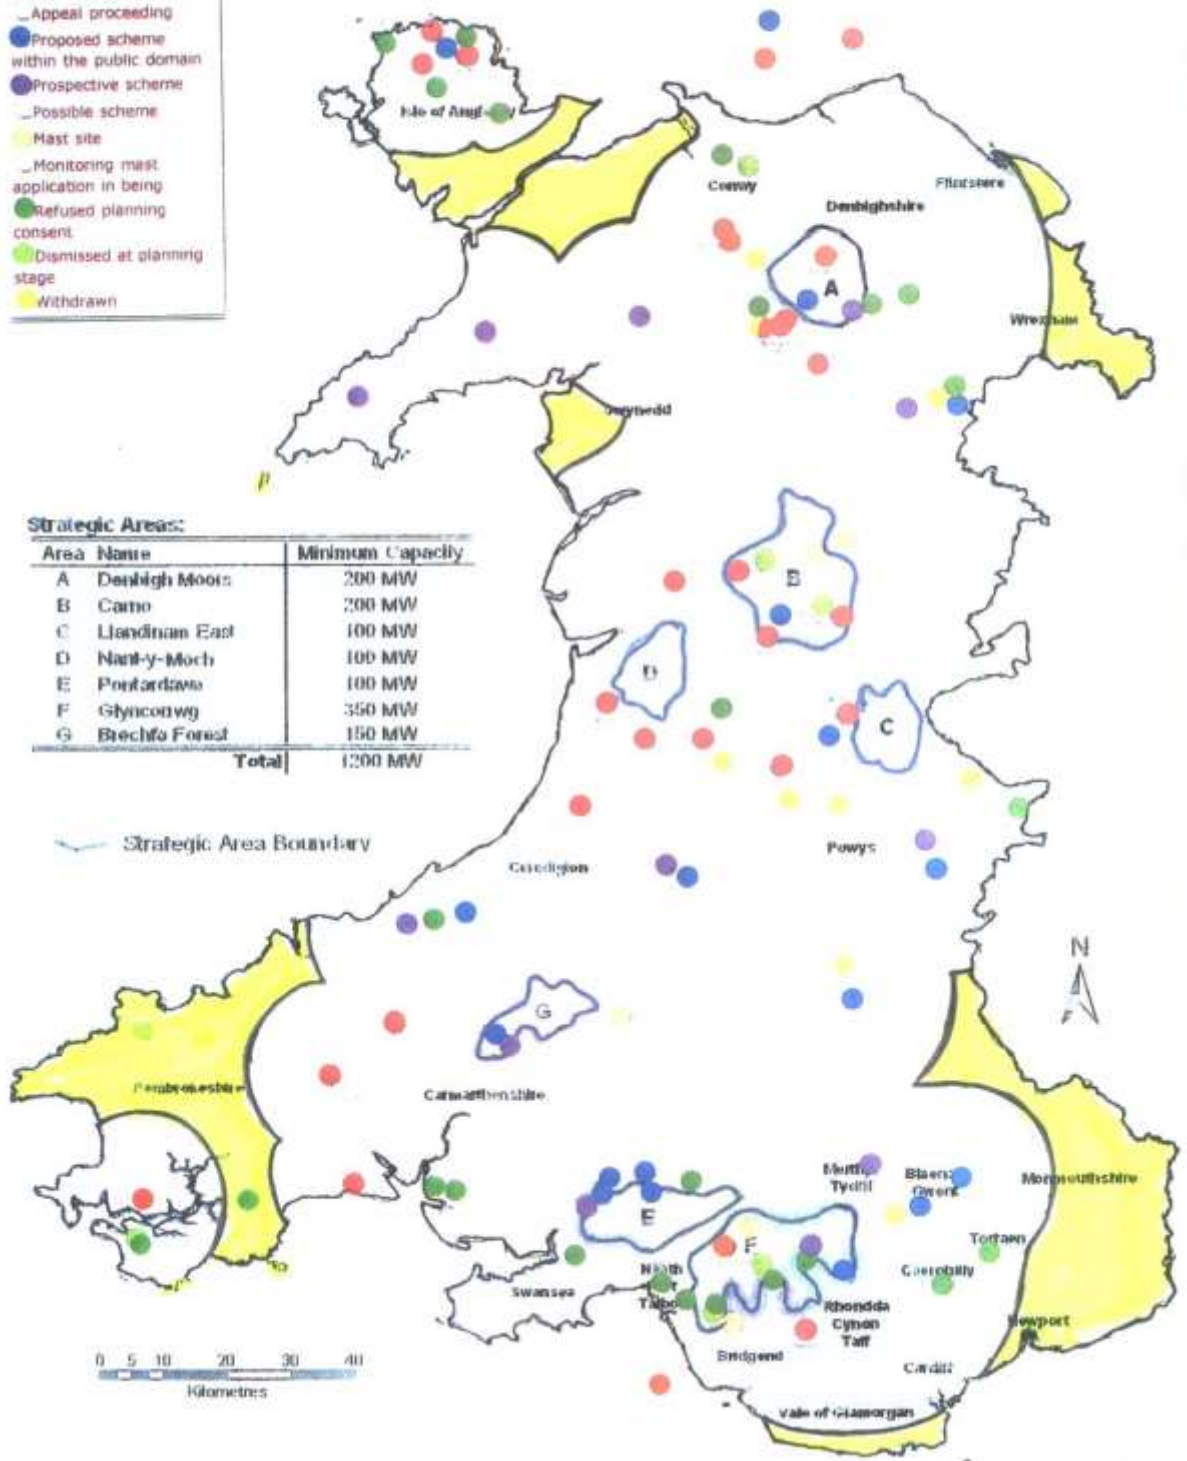 Appeal proceeding
Proposed scheme
within the public domain
Prospective scheme
Possible scheme
Mast site
Monitoring mast
application in being
Refused planning
consent
Dismissed at planning
stage
Withdrawn
Isle of
Conwy
Flintshire
Denbighshire
A
Wrexham
Gwynedd
Strategic Areas:
Area Name Minimum Capacity
A Denbigh Moors 200 MW
B Carno 200 MW
C Llandinam East 100 MW
D Nant-y-Moch 100 MW
E Pontardawe 100 MW
F Glyncorrwg 350 MW
G Brechfa Forest 150 MW
Total 1200 MW
B
D
C
Strategic Area Boundary
Ceredigion
Powys
N
G
Pembrokeshire
Carmarthenshire
Merthyr
Tydfil
Blaenau
Gwent
Monmouthshire
E
F
Torfaen
Caerphilly
Swansea
Neath
Talbot
Rhondda
Cynon
Taff
Newport
Bridgend
Cardiff
0 5 10 20 30 40
Kilometres
Vale of Glamorgan